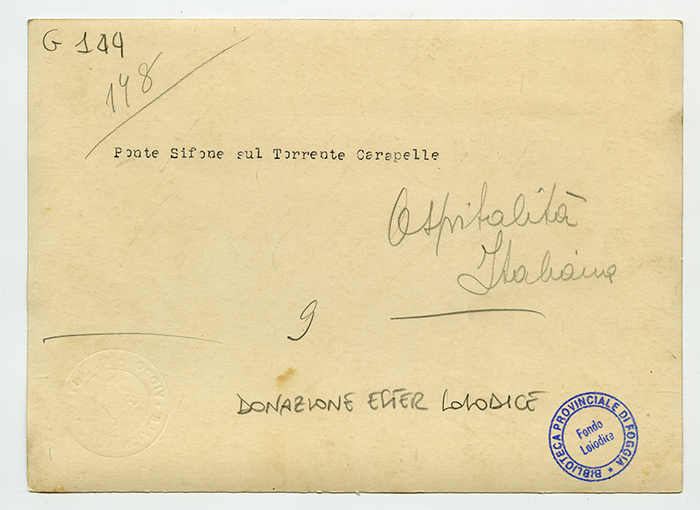 G 144
148
Ponte Sifone sul Torrente Carapelle
Ospitalità
Italiana
9
DONAZIONE ESTER LOIODICE
BIBLIOTECA PROVINCIALE DI FOGGIA *
Fondo
Loiodice